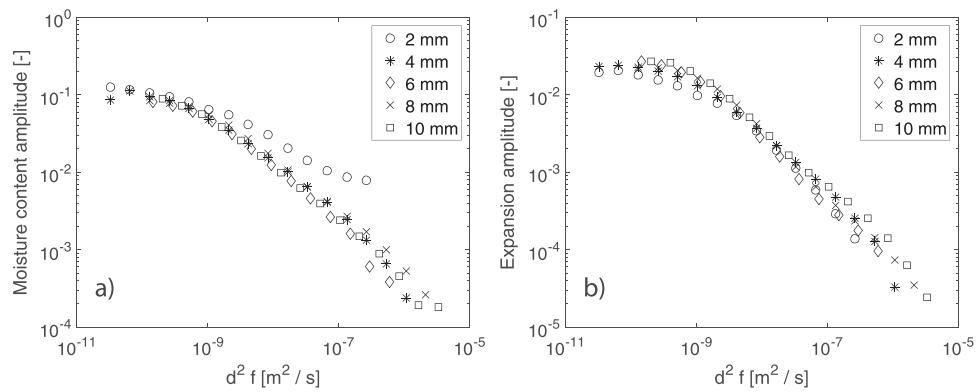 10^0
10^-1
10^-2
10^-3
10^-4
Moisture content amplitude [-]
2 mm
4 mm
6 mm
8 mm
10 mm
a)
10^-11
10^-9
10^-7
10^-5
d^2 f [m^2 / s]
10^-1
10^-2
10^-3
10^-4
10^-5
Expansion amplitude [-]
2 mm
4 mm
6 mm
8 mm
10 mm
b)
10^-11
10^-9
10^-7
10^-5
d^2 f [m^2 / s]